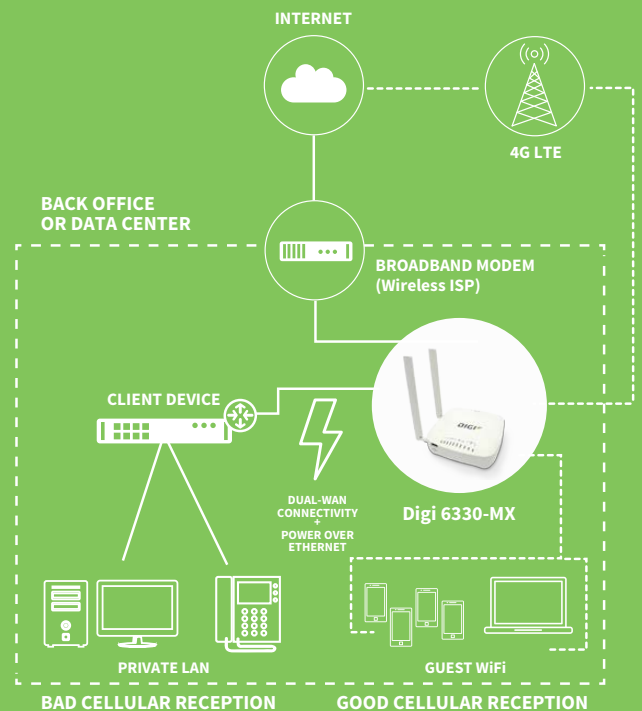 INTERNET
4G LTE
BACK OFFICE
OR DATA CENTER
BROADBAND MODEM
(Wireless ISP)
CLIENT DEVICE
DIGI
DUAL-WAN
CONNECTIVITY
+
POWER OVER
ETHERNET
Digi 6330-MX
PRIVATE LAN
GUEST WiFi
BAD CELLULAR RECEPTION
GOOD CELLULAR RECEPTION